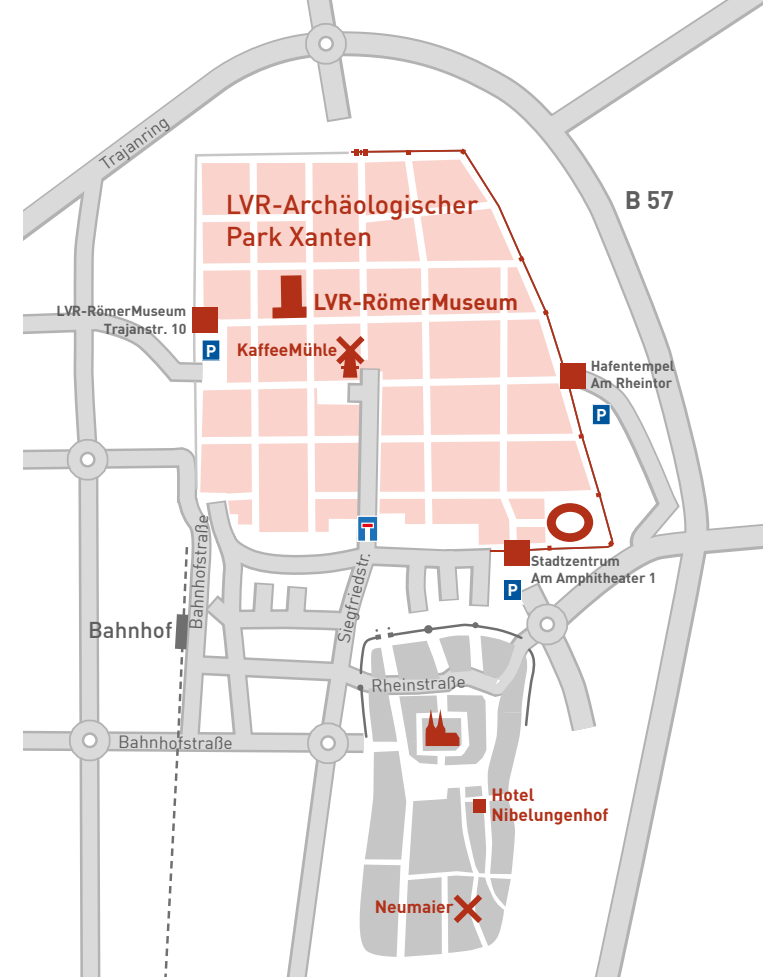 Trajanring
B 57
LVR-Archäologischer
Park Xanten
LVR-RömerMuseum
LVR-RömerMuseum
Trajanstr. 10
P
KaffeeMühle
Hafentempel
Am Rheintor
P
Bahnhofstraße
Siegfriedstr.
Stadtzentrum
Am Amphitheater 1
P
Bahnhof
Rheinstraße
Bahnhofstraße
Hotel
Nibelungenhof
Neumaier